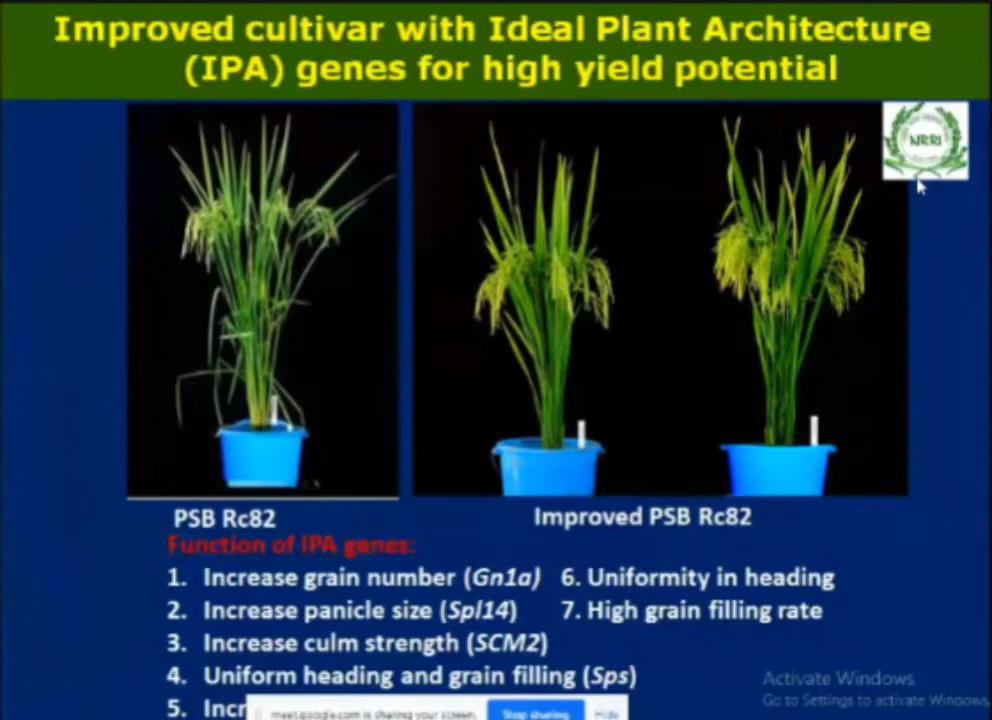 Improved cultivar with Ideal Plant Architecture
(IPA) genes for high yield potential
NRRI
PSB Rc82
Improved PSB Rc82
Function of IPA genes:
1. Increase grain number (Gn1a)
2. Increase panicle size (Spl14)
3. Increase culm strength (SCM2)
4. Uniform heading and grain filling (Sps)
5. Incr
6. Uniformity in heading
7. High grain filling rate
Activate Windows
Go to Settings to activate Windows.
meet.google.com is sharing your screen.
Stop sharing
Hide